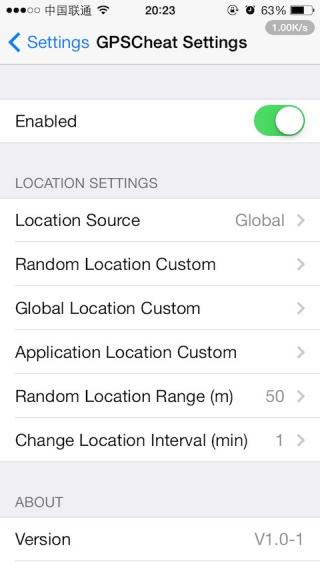 中国联通 20:23 63%
1.00K/s
Settings GPSCheat Settings
Enabled
LOCATION SETTINGS
Location Source Global
Random Location Custom
Global Location Custom
Application Location Custom
Random Location Range (m) 50
Change Location Interval (min) 1
ABOUT
Version V1.0-1